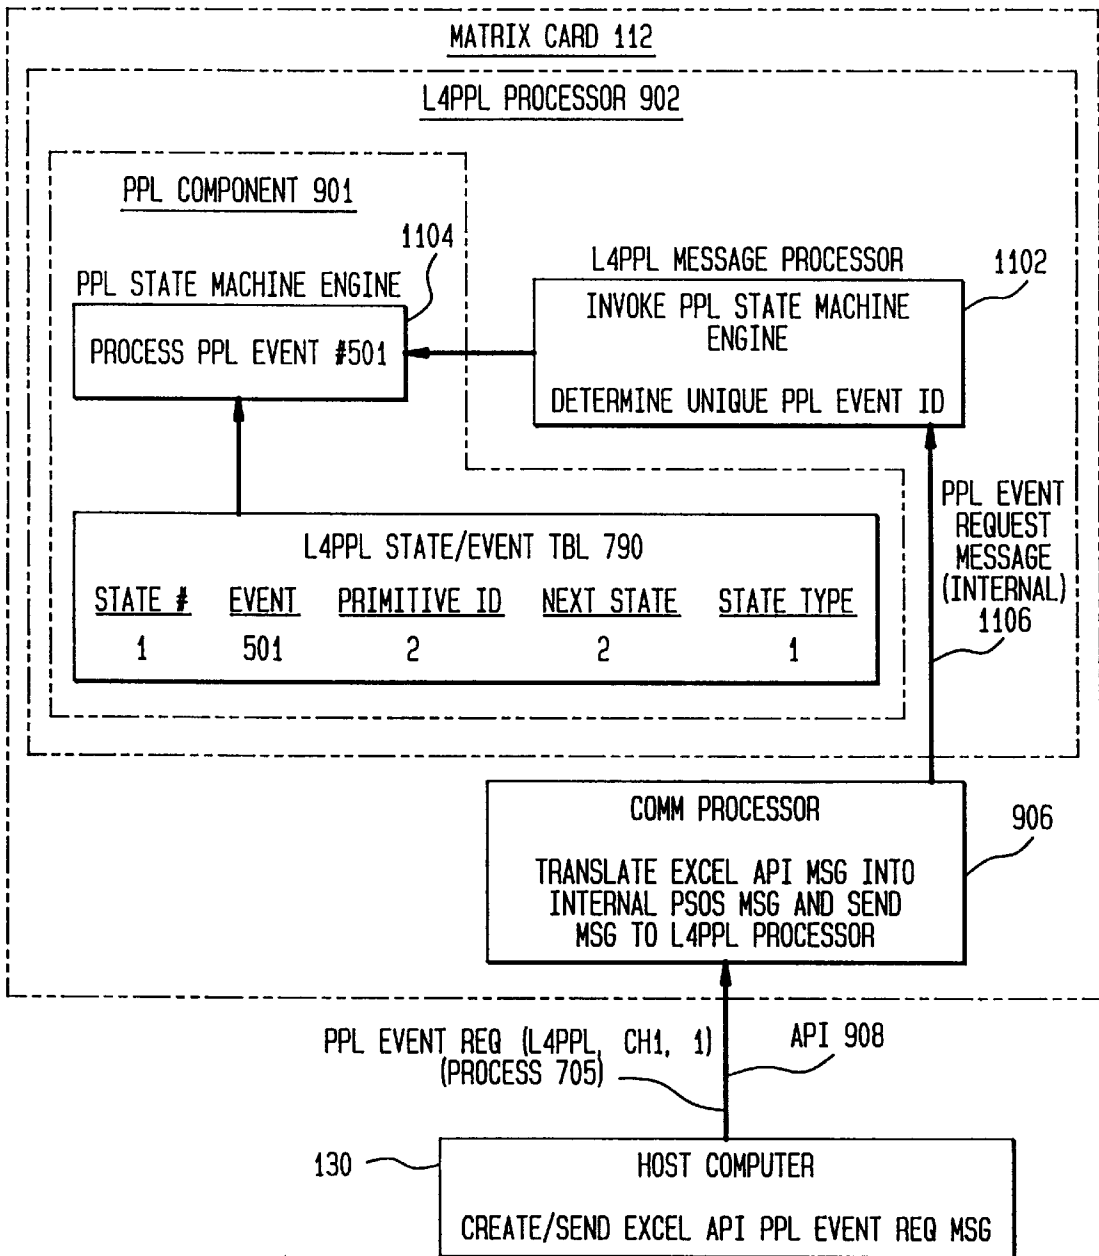 MATRIX CARD 112
L4PPL PROCESSOR 902
PPL COMPONENT 901
1104
PPL STATE MACHINE ENGINE
PROCESS PPL EVENT #501
L4PPL MESSAGE PROCESSOR
1102
INVOKE PPL STATE MACHINE
ENGINE
DETERMINE UNIQUE PPL EVENT ID
PPL EVENT
REQUEST
MESSAGE
(INTERNAL)
1106
L4PPL STATE/EVENT TBL 790
STATE # EVENT PRIMITIVE ID NEXT STATE STATE TYPE
1 501 2 2 1
COMM PROCESSOR
906
TRANSLATE EXCEL API MSG INTO
INTERNAL PSOS MSG AND SEND
MSG TO L4PPL PROCESSOR
PPL EVENT REQ (L4PPL, CH1, 1)
(PROCESS 705)
API 908
130
HOST COMPUTER
CREATE/SEND EXCEL API PPL EVENT REQ MSG